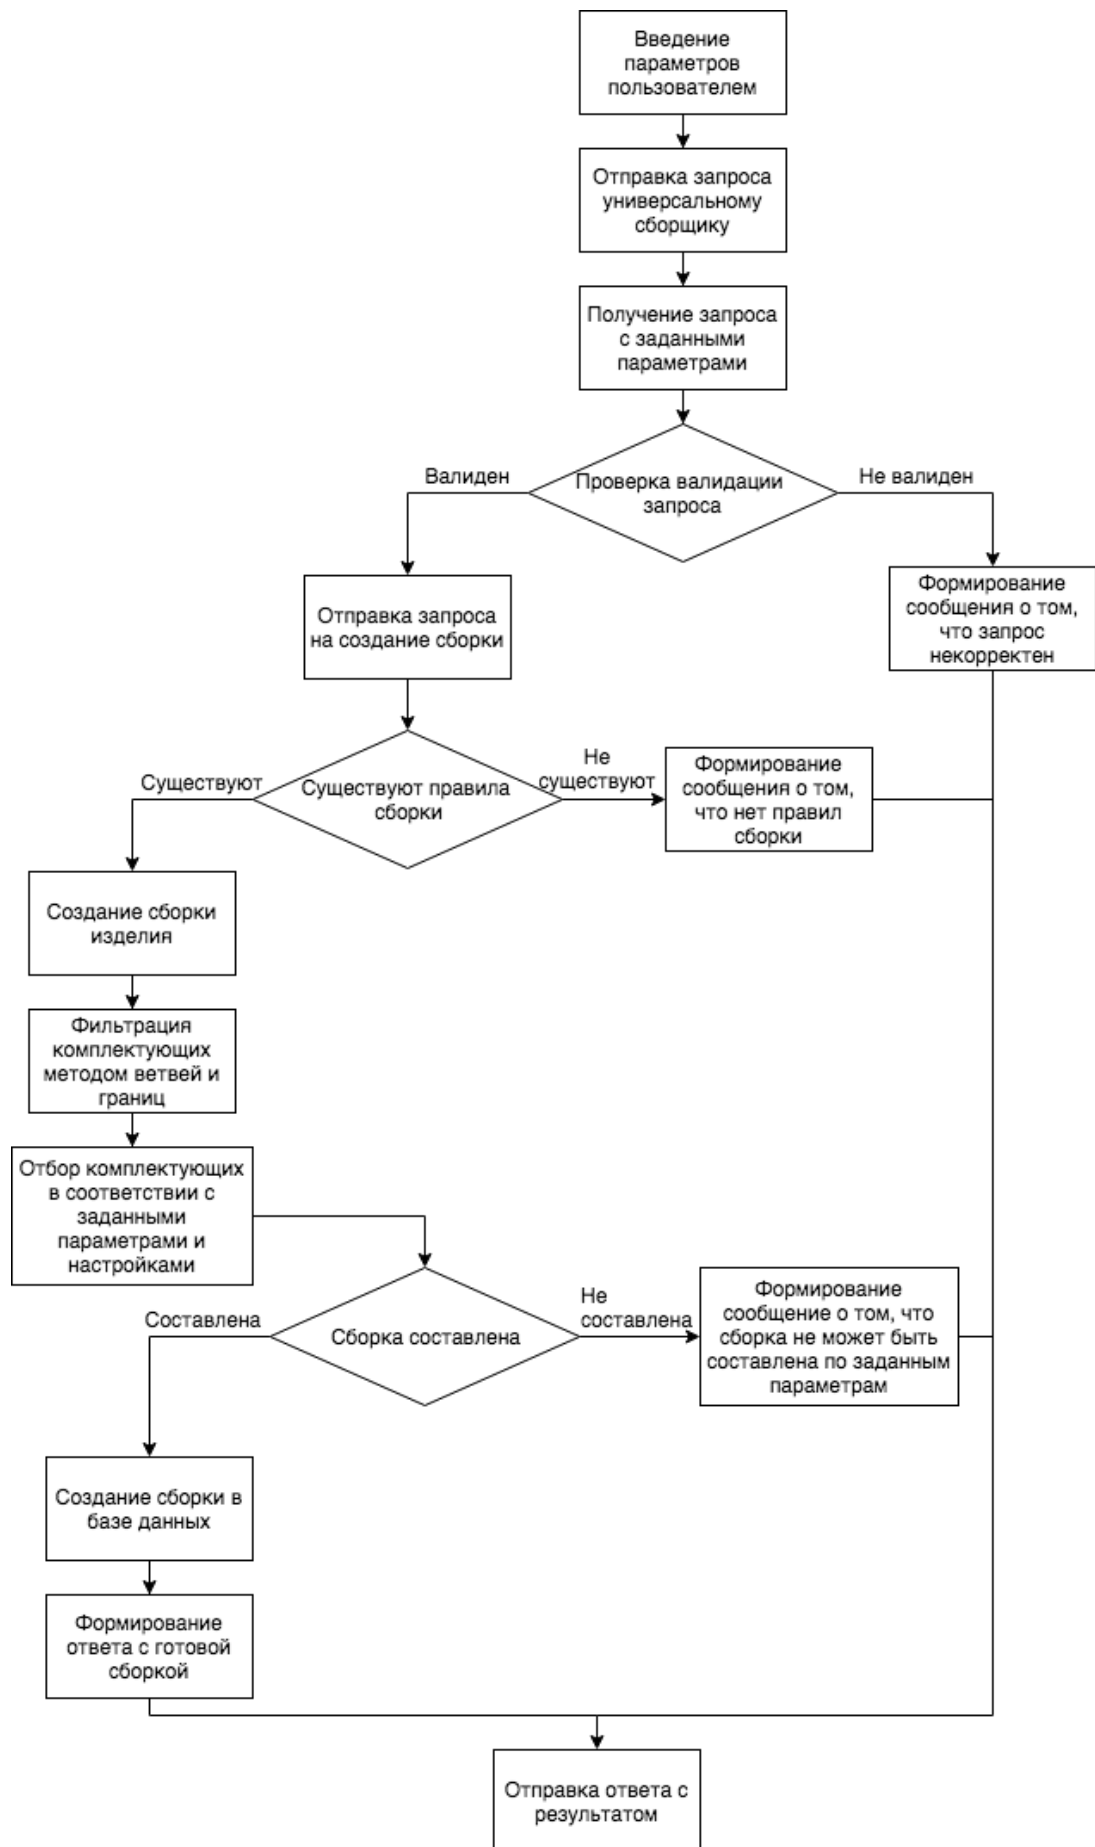 Введение
параметров
пользователем
Отправка запроса
универсальному
сборщику
Получение запроса
с заданными
параметрами
Валиден
Проверка валидации
запроса
Не валиден
Отправка запроса
на создание сборки
Формирование
сообщения о том,
что запрос
некорректен
Существуют
Существуют правила
сборки
Не
существуют
Формирование
сообщения о том,
что нет правил
сборки
Создание сборки
изделия
Фильтрация
комплектующих
методом ветвей и
границ
Отбор комплектующих
в соответствии с
заданными
параметрами и
настройками
Составлена
Сборка составлена
Не
составлена
Формирование
сообщение о том, что
сборка не может быть
составлена по заданным
параметрам
Создание сборки в
базе данных
Формирование
ответа с готовой
сборкой
Отправка ответа с
результатом